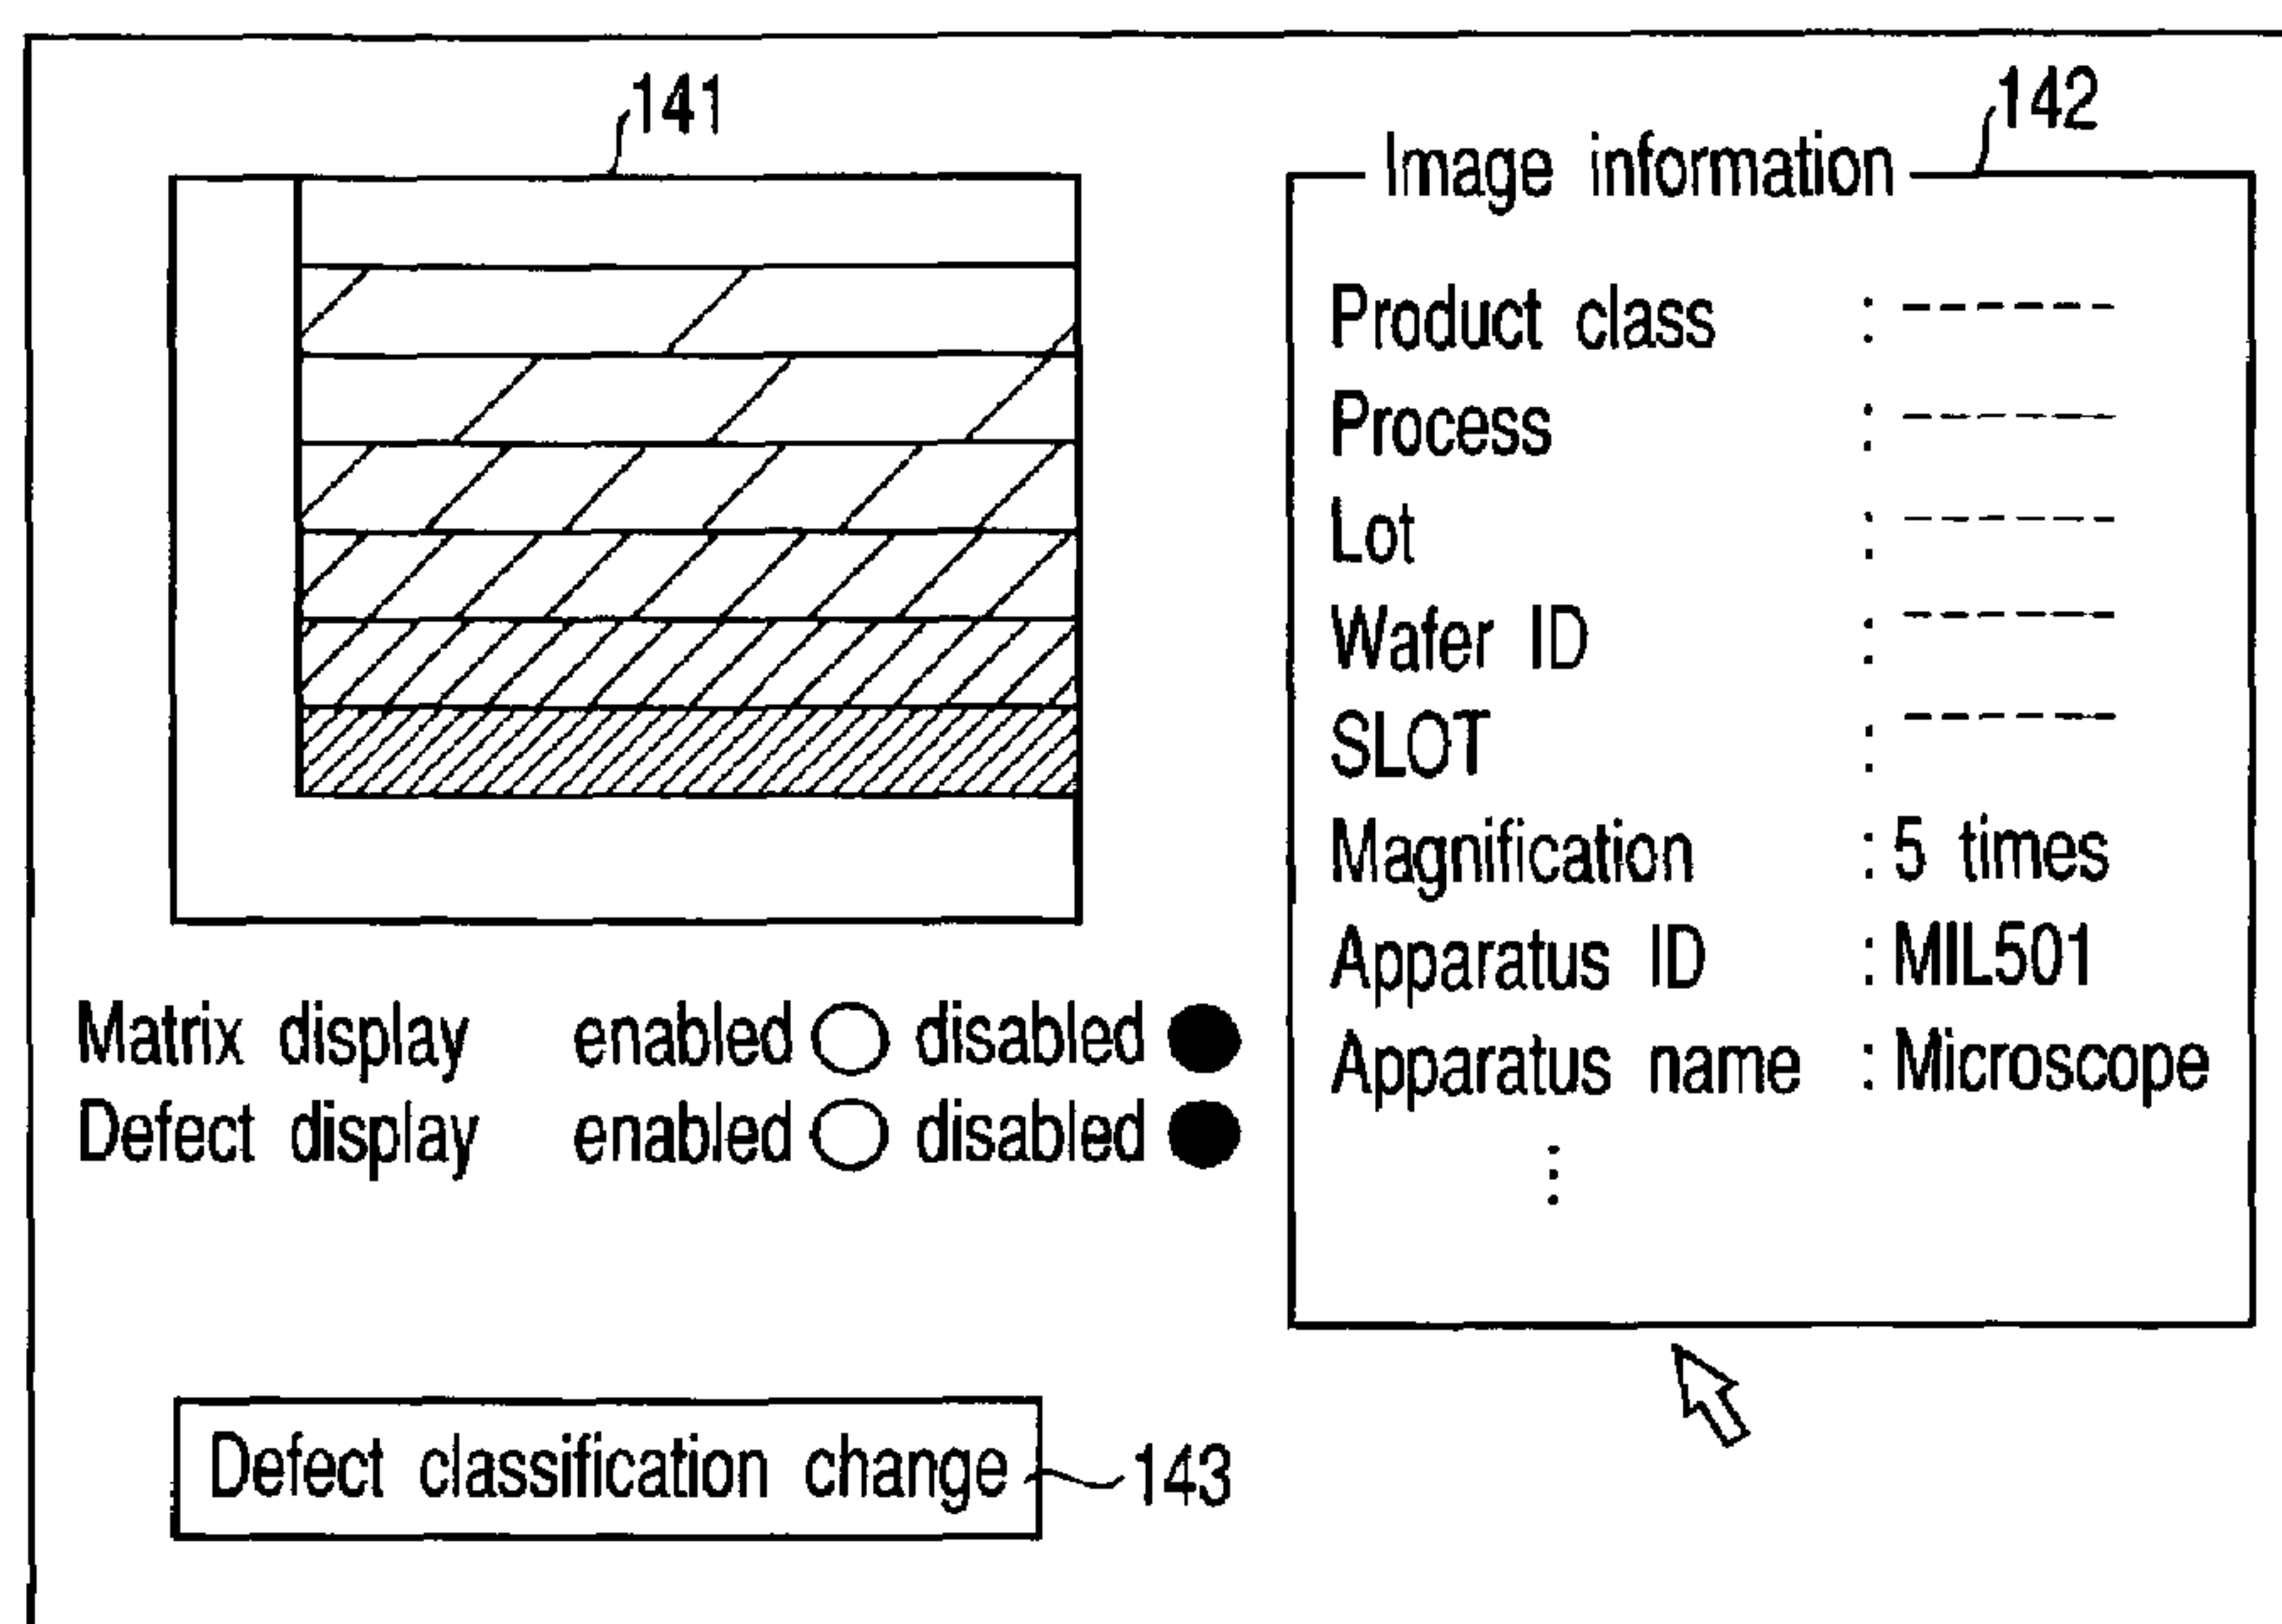 141
Matrix display enabled disabled
Defect display enabled disabled
Defect classification change 143
142
Image information
Product class : ------
Process : ------
Lot : ------
Wafer ID : ------
SLOT : ------
Magnification : 5 times
Apparatus ID : MIL501
Apparatus name : Microscope